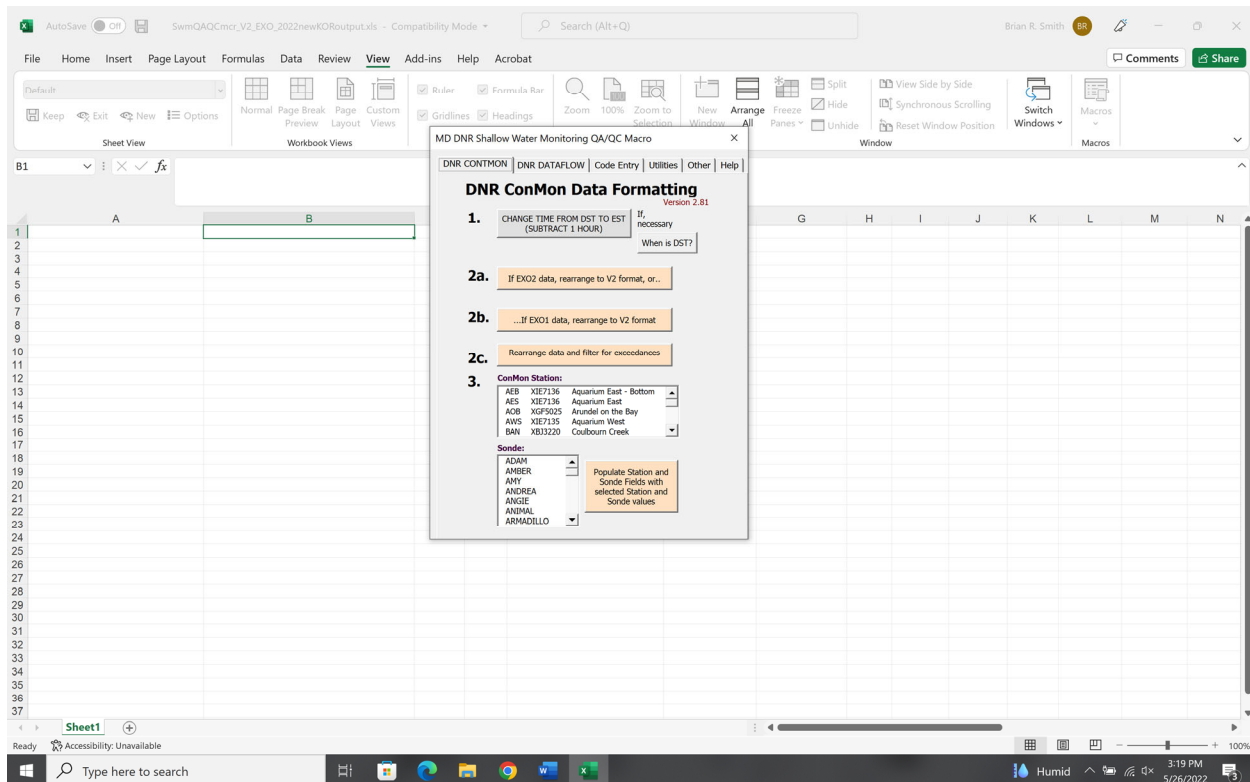 AutoSave Off SwmQAQCmcr_V2_EXO_2022newKORoutput.xls - Compatibility Mode Search (Alt+Q) Brian R. Smith BR
File Home Insert Page Layout Formulas Data Review View Add-ins Help Acrobat Comments Share
Default
Keep Exit New Options
Sheet View
Normal Page Break Preview Page Layout Custom Views
Workbook Views
Ruler Formula Bar
Gridlines Headings
Zoom 100% Zoom to Selection
New Window Arrange All Freeze Panes
Split
Hide
Unhide
View Side by Side
Synchronous Scrolling
Reset Window Position
Switch Windows
Window
Macros
Macros
B1 fx
MD DNR Shallow Water Monitoring QA/QC Macro
DNR CONTMON DNR DATAFLOW Code Entry Utilities Other Help
DNR ConMon Data Formatting
Version 2.81
1. CHANGE TIME FROM DST TO EST
(SUBTRACT 1 HOUR)
If,
necessary
When is DST?
2a. If EXO2 data, rearrange to V2 format, or..
2b. ...If EXO1 data, rearrange to V2 format
2c. Rearrange data and filter for exceedances
3. ConMon Station:
AEB XIE7136 Aquarium East - Bottom
AES XIE7136 Aquarium East
AOB XGF5025 Arundel on the Bay
AWS XIE7135 Aquarium West
BAN XBJ3220 Coulbourn Creek
Sonde:
ADAM
AMBER
AMY
ANDREA
ANGIE
ANIMAL
ARMADILLO
Populate Station and
Sonde Fields with
selected Station and
Sonde values
A B G H I J K L M N
1
2
3
4
5
6
7
8
9
10
11
12
13
14
15
16
17
18
19
20
21
22
23
24
25
26
27
28
29
30
31
32
33
34
35
36
37
Sheet1
Ready Accessibility: Unavailable 100%
Type here to search Humid 3:19 PM
5/26/2022 3